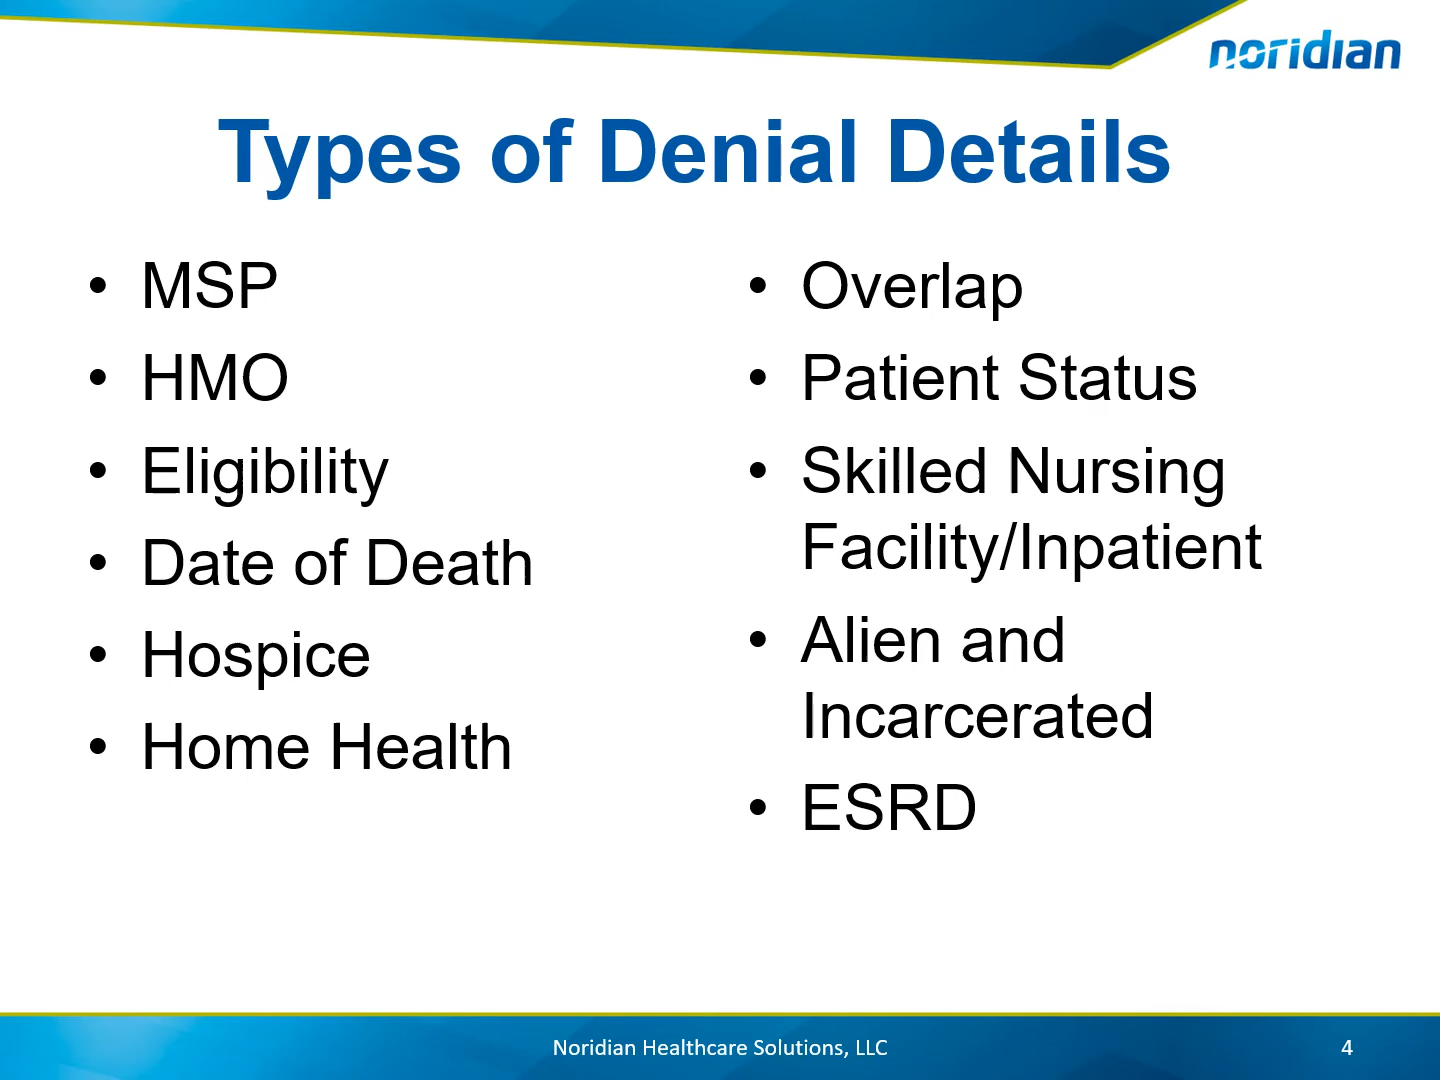 noridian
Types of Denial Details
• MSP
• HMO
• Eligibility
• Date of Death
• Hospice
• Home Health
• Overlap
• Patient Status
• Skilled Nursing
Facility/Inpatient
• Alien and
Incarcerated
• ESRD
Noridian Healthcare Solutions, LLC
4